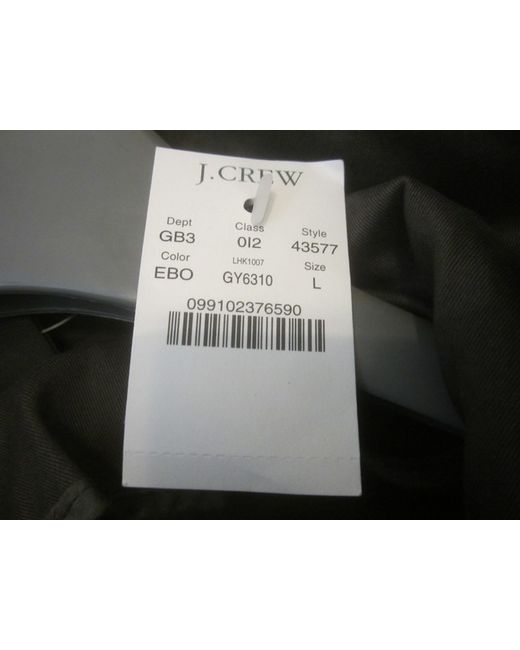 J.CREW
Dept Class Style
GB3 0I2 43577
Color LHK1007 Size
EBO GY6310 L
099102376590